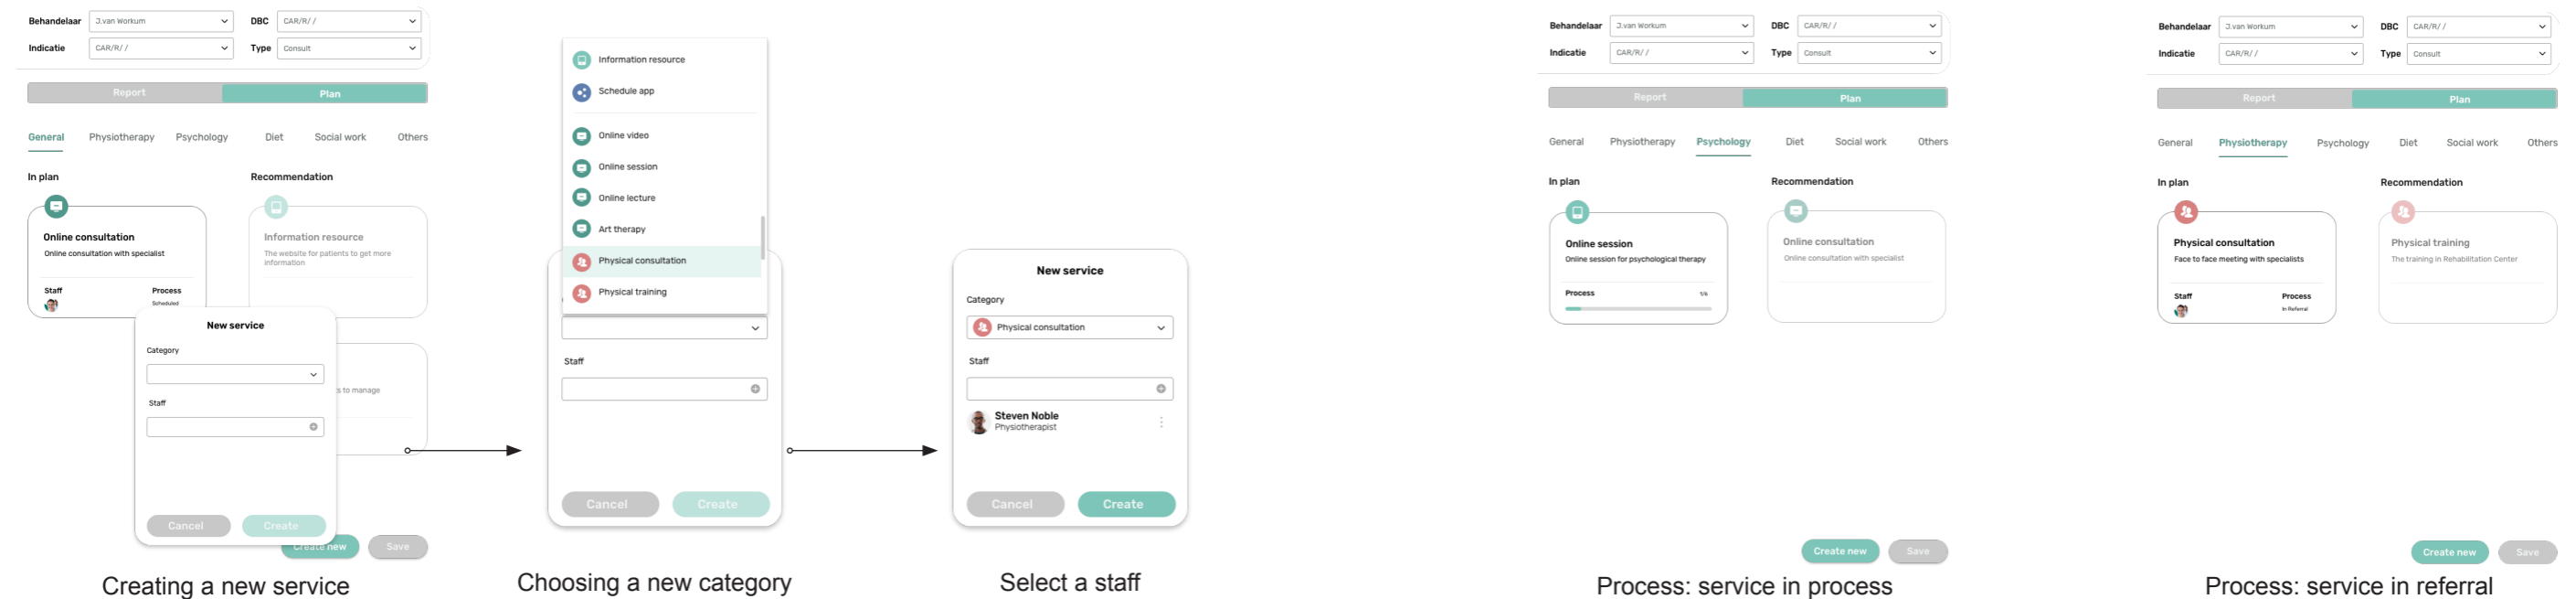 Behandelaar J.van Workum DBC CAR/R/ /
Indicatie CAR/R/ / Type Consult
Report Plan
General Physiotherapy Psychology Diet Social work Others
In plan Recommendation
Online consultation
Online consultation with specialist
Staff Process
Scheduled
Information resource
The website for patients to get more
information
s to manage
New service
Category
Staff
Cancel Create
Create new Save
Creating a new service
Information resource
Schedule app
Online video
Online session
Online lecture
Art therapy
Physical consultation
Physical training
Staff
Cancel Create
Choosing a new category
New service
Category
Physical consultation
Staff
Steven Noble
Physiotherapist
Cancel Create
Select a staff
Behandelaar J.van Workum DBC CAR/R/ /
Indicatie CAR/R/ / Type Consult
Report Plan
General Physiotherapy Psychology Diet Social work Others
In plan Recommendation
Online session
Online session for psychological therapy
Process
Online consultation
Online consultation with specialist
Create new Save
Process: service in process
Behandelaar J.van Workum DBC CAR/R/ /
Indicatie CAR/R/ / Type Consult
Report Plan
General Physiotherapy Psychology Diet Social work Others
In plan Recommendation
Physical consultation
Face to face meeting with specialists
Staff Process
In Referral
Physical training
The training in Rehabilitation Center
Create new Save
Process: service in referral